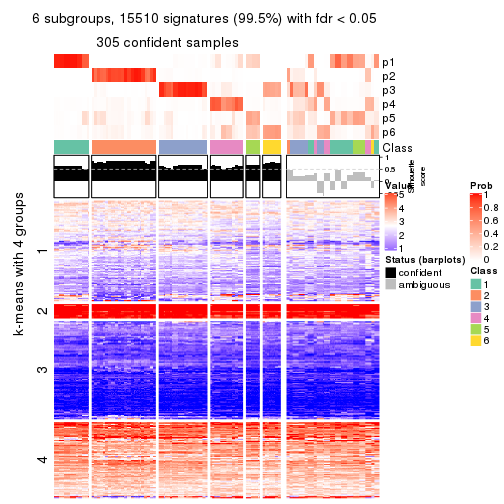 6 subgroups, 15510 signatures (99.5%) with fdr < 0.05
305 confident samples
p1
p2
p3
p4
p5
p6
Class
1
0.5
0
Silhouette
score
k-means with 4 groups
1
2
3
4
Value
5
4
3
2
1
Status (barplots)
confident
ambiguous
Prob
1
0.8
0.6
0.4
0.2
0
Class
1
2
3
4
5
6